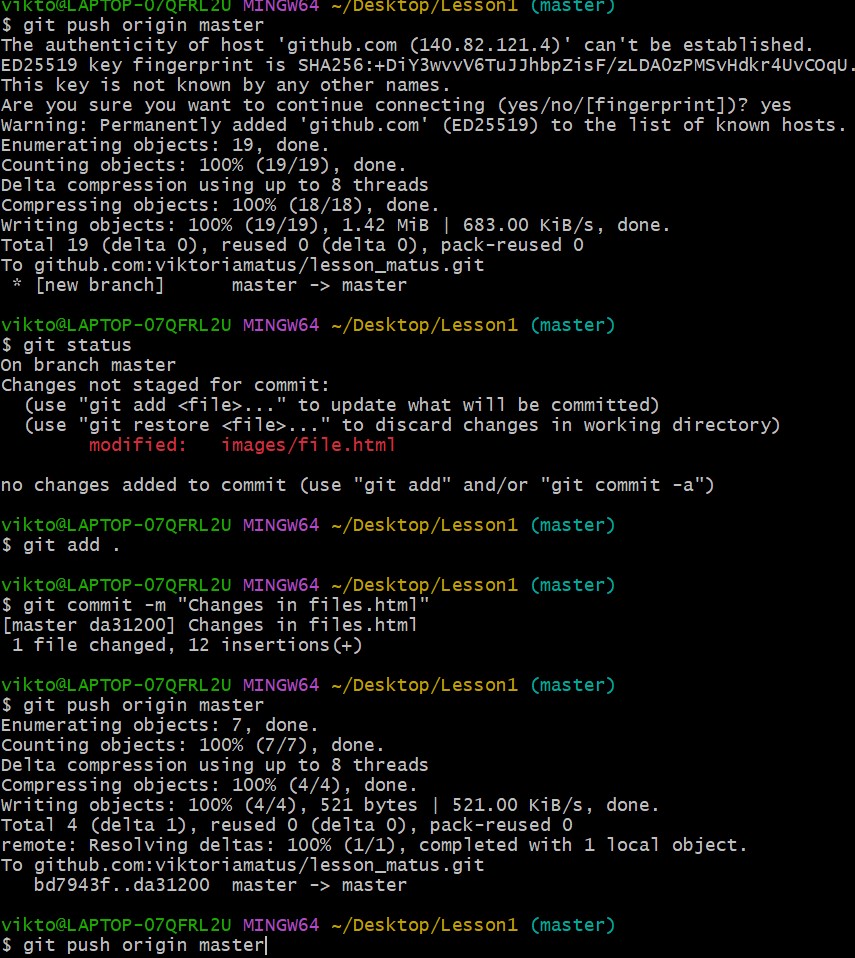 vikto@LAPTOP-07QFRL2U MINGW64 ~/Desktop/Lesson1 (master)
$ git push origin master
The authenticity of host 'github.com (140.82.121.4)' can't be established.
ED25519 key fingerprint is SHA256:+DiY3wvvV6TuJJhbpZisF/zLDA0zPMSvHdkr4UvCOqU.
This key is not known by any other names.
Are you sure you want to continue connecting (yes/no/[fingerprint])? yes
Warning: Permanently added 'github.com' (ED25519) to the list of known hosts.
Enumerating objects: 19, done.
Counting objects: 100% (19/19), done.
Delta compression using up to 8 threads
Compressing objects: 100% (18/18), done.
Writing objects: 100% (19/19), 1.42 MiB | 683.00 KiB/s, done.
Total 19 (delta 0), reused 0 (delta 0), pack-reused 0
To github.com:viktoriamatus/lesson_matus.git
 * [new branch]      master -> master
vikto@LAPTOP-07QFRL2U MINGW64 ~/Desktop/Lesson1 (master)
$ git status
On branch master
Changes not staged for commit:
  (use "git add <file>..." to update what will be committed)
  (use "git restore <file>..." to discard changes in working directory)
        modified:   images/file.html
no changes added to commit (use "git add" and/or "git commit -a")
vikto@LAPTOP-07QFRL2U MINGW64 ~/Desktop/Lesson1 (master)
$ git add .
vikto@LAPTOP-07QFRL2U MINGW64 ~/Desktop/Lesson1 (master)
$ git commit -m "Changes in files.html"
[master da31200] Changes in files.html
 1 file changed, 12 insertions(+)
vikto@LAPTOP-07QFRL2U MINGW64 ~/Desktop/Lesson1 (master)
$ git push origin master
Enumerating objects: 7, done.
Counting objects: 100% (7/7), done.
Delta compression using up to 8 threads
Compressing objects: 100% (4/4), done.
Writing objects: 100% (4/4), 521 bytes | 521.00 KiB/s, done.
Total 4 (delta 1), reused 0 (delta 0), pack-reused 0
remote: Resolving deltas: 100% (1/1), completed with 1 local object.
To github.com:viktoriamatus/lesson_matus.git
   bd7943f..da31200  master -> master
vikto@LAPTOP-07QFRL2U MINGW64 ~/Desktop/Lesson1 (master)
$ git push origin master